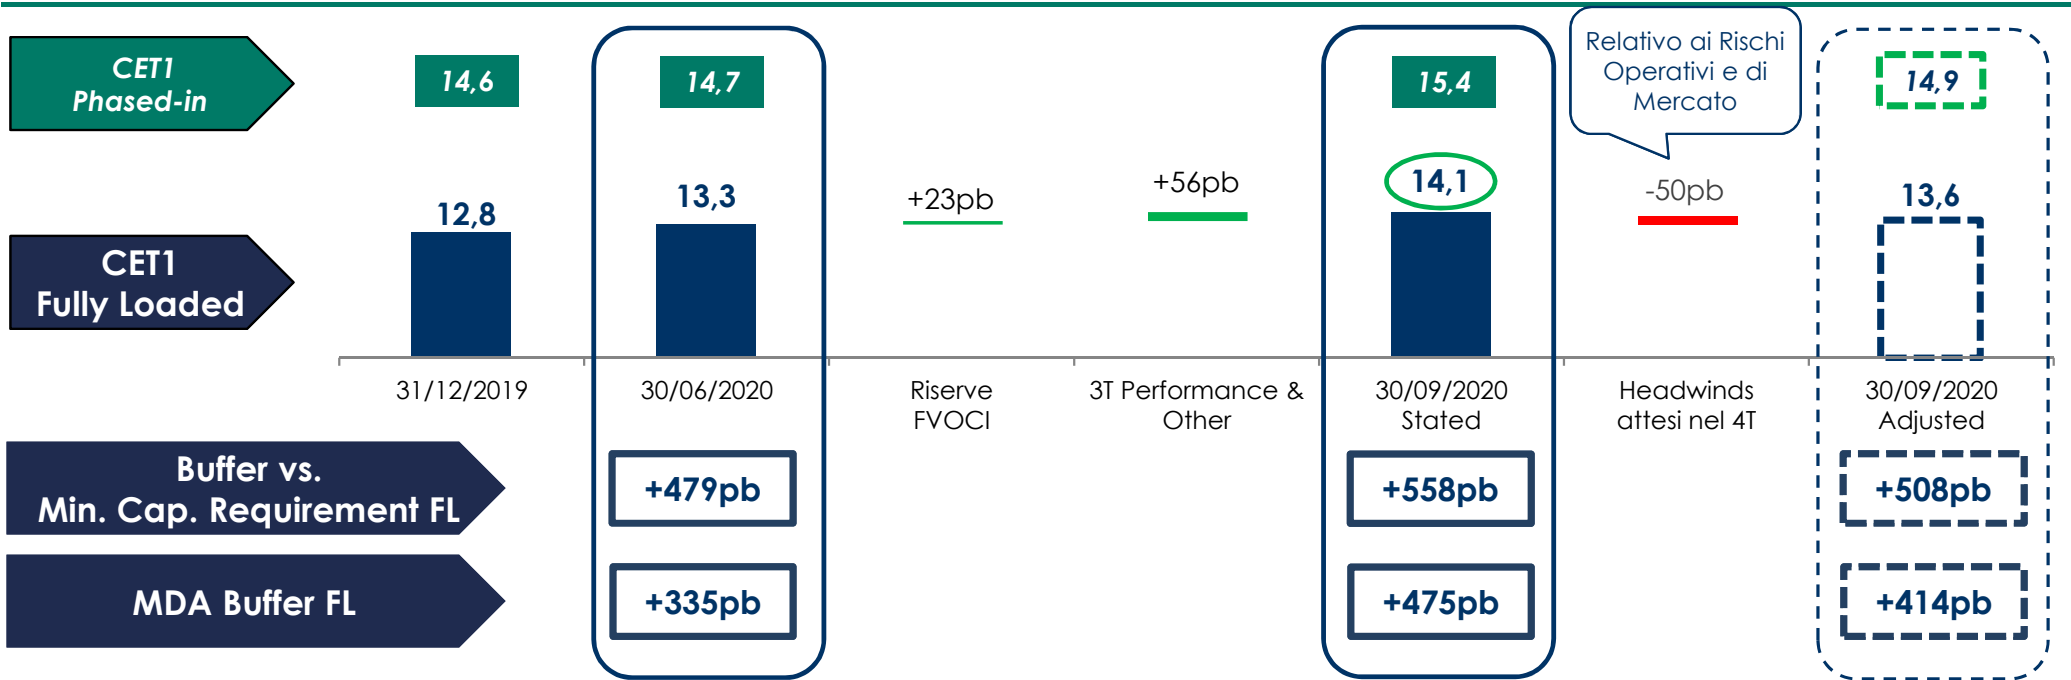 CET1
Phased-in
14,6
14,7
15,4
Relativo ai Rischi
Operativi e di
Mercato
14,9
CET1
Fully Loaded
12,8
13,3
+23pb
+56pb
14,1
-50pb
13,6
31/12/2019
30/06/2020
Riserve
FVOCI
3T Performance &
Other
30/09/2020
Stated
Headwinds
attesi nel 4T
30/09/2020
Adjusted
Buffer vs.
Min. Cap. Requirement FL
+479pb
+558pb
+508pb
MDA Buffer FL
+335pb
+475pb
+414pb